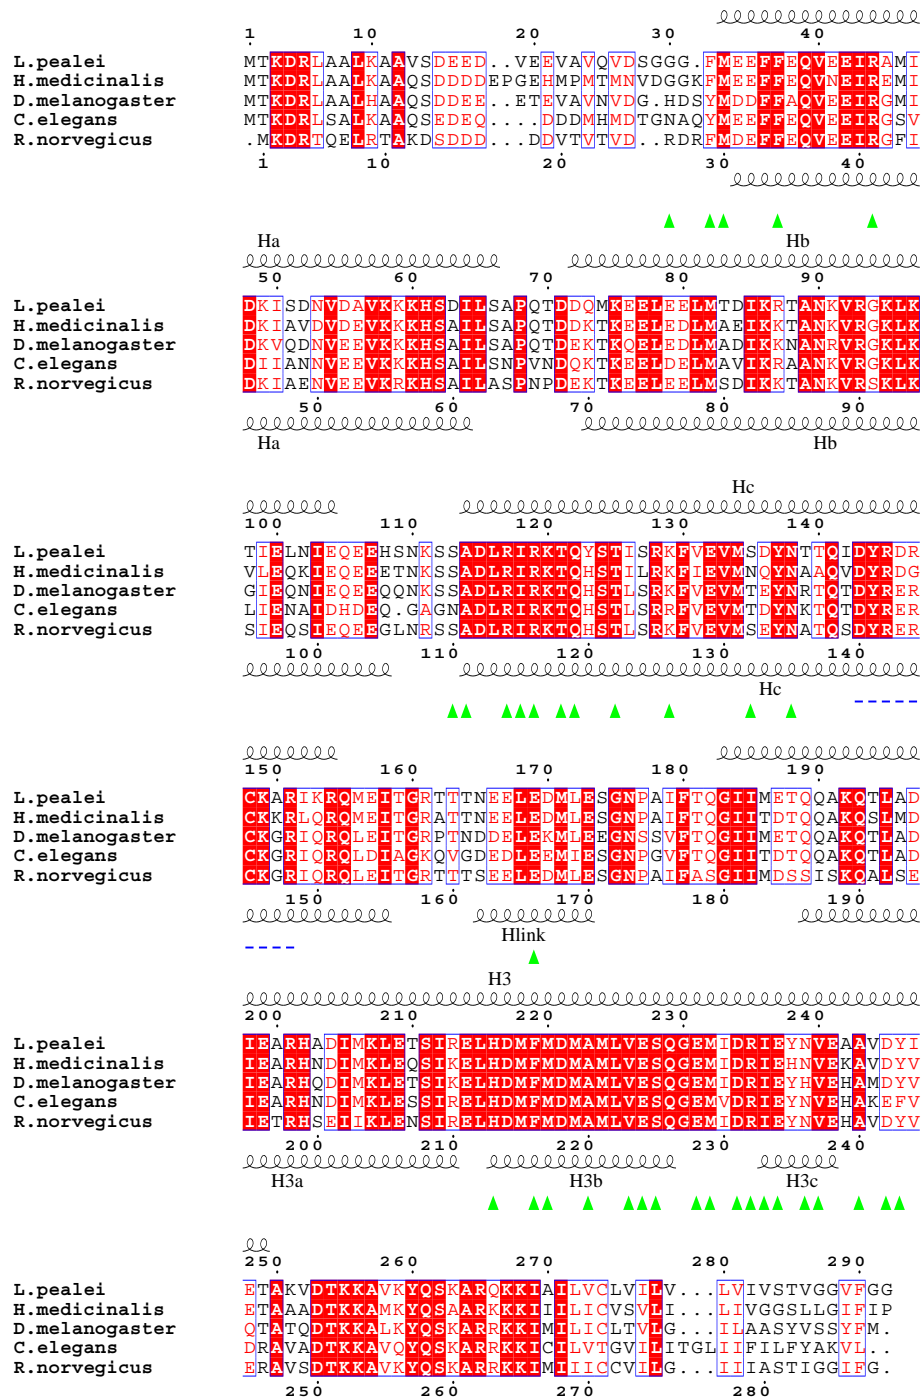 1 10 20 30 40
L.pealei MTKDRLAALKAAVSDEED..VEEVAVQVDSGGG.FMEEFFEQVEEIRAMI
H.medicinalis MTKDRLAALKAAQSDDDDEPGEHMPMTMNVDGGKFMEEFFEQVNEIREMI
D.melanogaster MTKDRLAALHAAQSDDEE..ETEVAVNVDG.HDSYMDDFFAQVEEIRGMI
C.elegans MTKDRLSALKAAQSEDEQ....DDDMHMDTGNAQYMEEFFEQVEEIRGSV
R.norvegicus .MKDRTQELRTAKDSDDD...DDVTVTVD..RDRFMDEFFEQVEEIRGFI
1 10 20 30 40
Ha Hb
50 60 70 80 90
L.pealei DKISDNVDAVKKKHSDILSAPQTDDQMKEELEELMTDIKRTANKVRGKLK
H.medicinalis DKIAVDVDEVKKKHSAILSAPQTDDKTKEELEDLMAEIKKTANKVRGKLK
D.melanogaster DKVQDNVEEVKKKHSAILSAPQTDEKTKQELEDLMADIKKNANRVRGKLK
C.elegans DIIANNVEEVKKKHSAILSNPVNDQKTKEELDELMAVIKRAANKVRGKLK
R.norvegicus DKIAENVEEVKRKHSAILASPNPDEKTKEELEELMSDIKKTANKVRSKLK
50 60 70 80 90
Ha Hb
Hc
100 110 120 130 140
L.pealei TIELNIEQEEHSNKSSADLRIRKTQYSTISRKFVEVMSDYNTTQIDYRDR
H.medicinalis VLEQKIEQEEETNKSSADLRIRKTQHSTILRKFIEVMNQYNAAQVDYRDG
D.melanogaster GIEQNIEQEEQQNKSSADLRIRKTQHSTLSRKFVEVMTEYNRTQTDYRER
C.elegans LIENAIDHDEQ.GAGNADLRIRKTQHSTLSRRFVEVMTDYNKTQTDYRER
R.norvegicus SIEQSIEQEEGLNRSSADLRIRKTQHSTLSRKFVEVMSEYNATQSDYRER
100 110 120 130 140
Hc
150 160 170 180 190
L.pealei CKARIKRQMEITGRTTTNEELEDMLESGNPAIFTQGIIMETQQAKQTLAD
H.medicinalis CKKRLQRQMEITGRATTNEELEDMLESGNPAIFTQGIITDTQQAKQSLMD
D.melanogaster CKGRIQRQLEITGRPTNDDELEKMLEEGNSSVFTQGIIMETQQAKQTLAD
C.elegans CKGRIQRQLDIAGKQVGDEDLEEMIESGNPGVFTQGIITDTQQAKQTLAD
R.norvegicus CKGRIQRQLEITGRTTTSEELEDMLESGNPAIFASGIIMDSSISKQALSE
150 160 170 180 190
Hlink
H3
200 210 220 230 240
L.pealei IEARHADIMKLETSIRELHDMFMDMAMLVESQGEMIDRIEYNVEAAVDYI
H.medicinalis IEARHNDIMKLEQSIKELHDMFMDMAMLVESQGEMIDRIEHNVEKAVDYV
D.melanogaster IEARHQDIMKLETSIKELHDMFMDMAMLVESQGEMIDRIEYHVEHAMDYV
C.elegans IEARHNDIMKLESSIRELHDMFMDMAMLVESQGEMVDRIEYNVEHAKEFV
R.norvegicus IETRHSEIIKLENSIRELHDMFMDMAMLVESQGEMIDRIEYNVEHAVDYV
200 210 220 230 240
H3a H3b H3c
250 260 270 280 290
L.pealei ETAKVDTKKAVKYQSKARQKKIAILVCLVILV...LVIVSTVGGVFGG
H.medicinalis ETAAADTKKAMKYQSAARKKKIIILICVSVLI...LIVGGSLLGIFIP
D.melanogaster QTATQDTKKALKYQSKARRKKIMILICLTVLG...ILAASYVSSYFM.
C.elegans DRAVADTKKAVQYQSKARRKKICILVTGVILITGLIIFILFYAKVL..
R.norvegicus ERAVSDTKKAVKYQSKARRKKIMIIICCVILG...IIIASTIGGIFG.
250 260 270 280